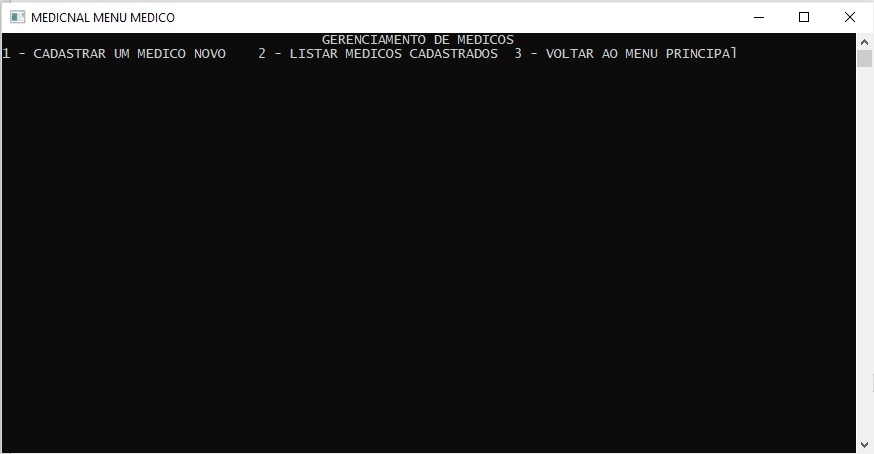 MEDICNAL MENU MEDICO
GERENCIAMENTO DE MEDICOS
1 - CADASTRAR UM MEDICO NOVO    2 - LISTAR MEDICOS CADASTRADOS  3 - VOLTAR AO MENU PRINCIPAl